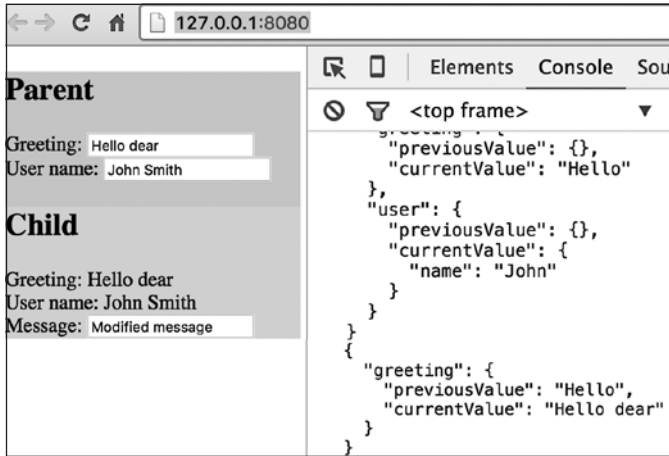 127.0.0.1:8080
Elements Console Sou
<top frame>
Parent
Greeting: Hello dear
User name: John Smith
Child
Greeting: Hello dear
User name: John Smith
Message: Modified message
"greeting": {
"previousValue": {},
"currentValue": "Hello"
},
"user": {
"previousValue": {},
"currentValue": {
"name": "John"
}
}
}
{
"greeting": {
"previousValue": "Hello",
"currentValue": "Hello dear"
}
}